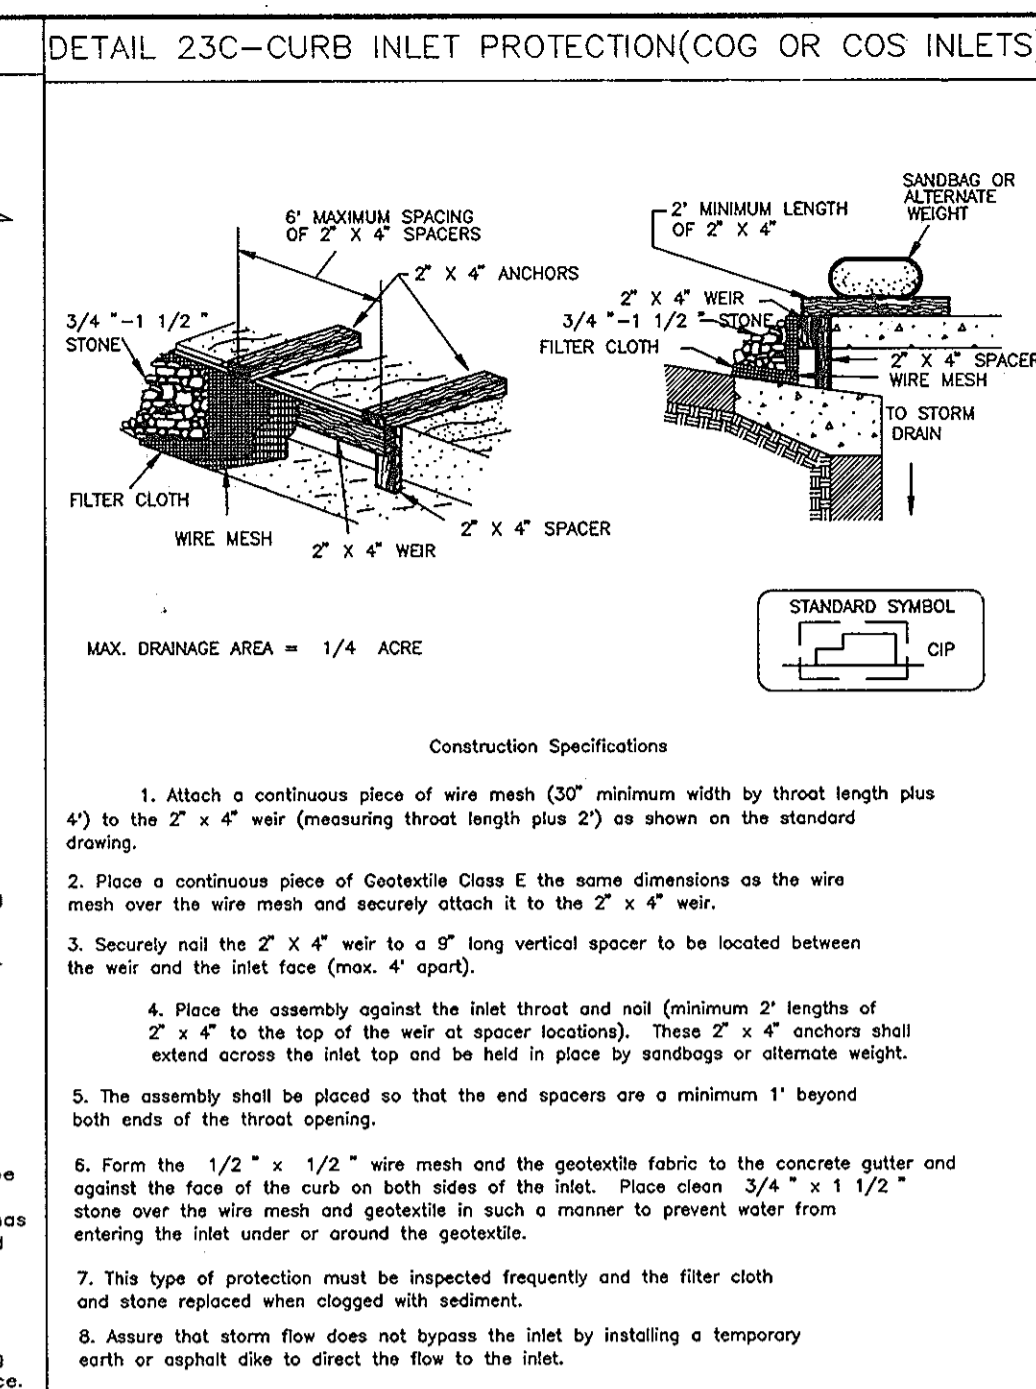 DETAIL 23C-CURB INLET PROTECTION(COG OR COS INLETS)
6' MAXIMUM SPACING
OF 2" X 4" SPACERS
2" X 4" ANCHORS
3/4 "-1 1/2 "
STONE
FILTER CLOTH
WIRE MESH
2" X 4" WEIR
2" X 4" SPACER
SANDBAG OR
ALTERNATE
WEIGHT
2' MINIMUM LENGTH
OF 2" X 4"
2" X 4" WEIR
3/4 "-1 1/2 " STONE
FILTER CLOTH
2" X 4" SPACER
WIRE MESH
TO STORM
DRAIN
MAX. DRAINAGE AREA = 1/4 ACRE
STANDARD SYMBOL
CIP
Construction Specifications
1. Attach a continuous piece of wire mesh (30" minimum width by throat length plus
4') to the 2" x 4" weir (measuring throat length plus 2') as shown on the standard
drawing.
2. Place a continuous piece of Geotextile Class E the same dimensions as the wire
mesh over the wire mesh and securely attach it to the 2" x 4" weir.
3. Securely nail the 2" X 4" weir to a 9" long vertical spacer to be located between
the weir and the inlet face (max. 4' apart).
4. Place the assembly against the inlet throat and nail (minimum 2' lengths of
2" x 4" to the top of the weir at spacer locations). These 2" x 4" anchors shall
extend across the inlet top and be held in place by sandbags or alternate weight.
5. The assembly shall be placed so that the end spacers are a minimum 1' beyond
both ends of the throat opening.
6. Form the 1/2 " x 1/2 " wire mesh and the geotextile fabric to the concrete gutter and
against the face of the curb on both sides of the inlet. Place clean 3/4 " x 1 1/2 "
stone over the wire mesh and geotextile in such a manner to prevent water from
entering the inlet under or around the geotextile.
7. This type of protection must be inspected frequently and the filter cloth
and stone replaced when clogged with sediment.
8. Assure that storm flow does not bypass the inlet by installing a temporary
earth or asphalt dike to direct the flow to the inlet.